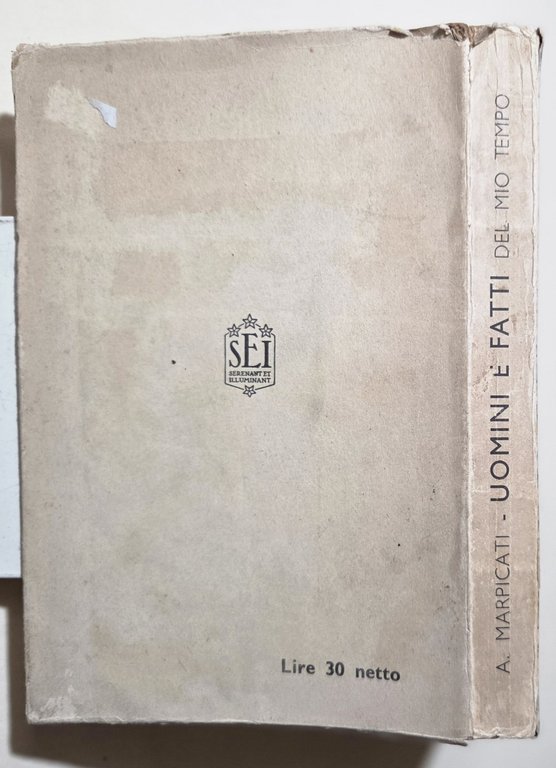 SEI
SERENANT ET
ILLUMINANT
Lire 30 netto
A. MARPICATI - UOMINI E FATTI DEL MIO TEMPO